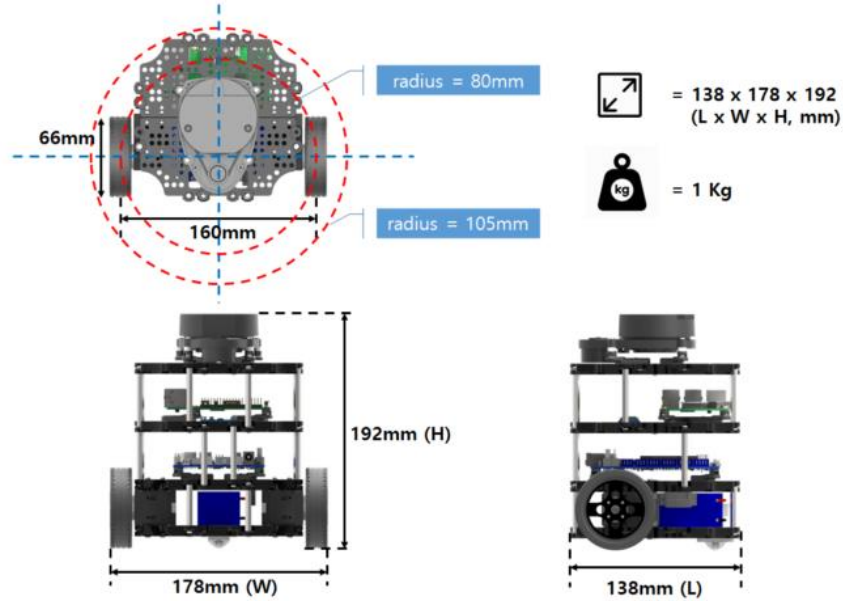 radius = 80mm
= 138 x 178 x 192
(L x W x H, mm)
66mm
kg
= 1 Kg
160mm
radius = 105mm
192mm (H)
178mm (W)
138mm (L)